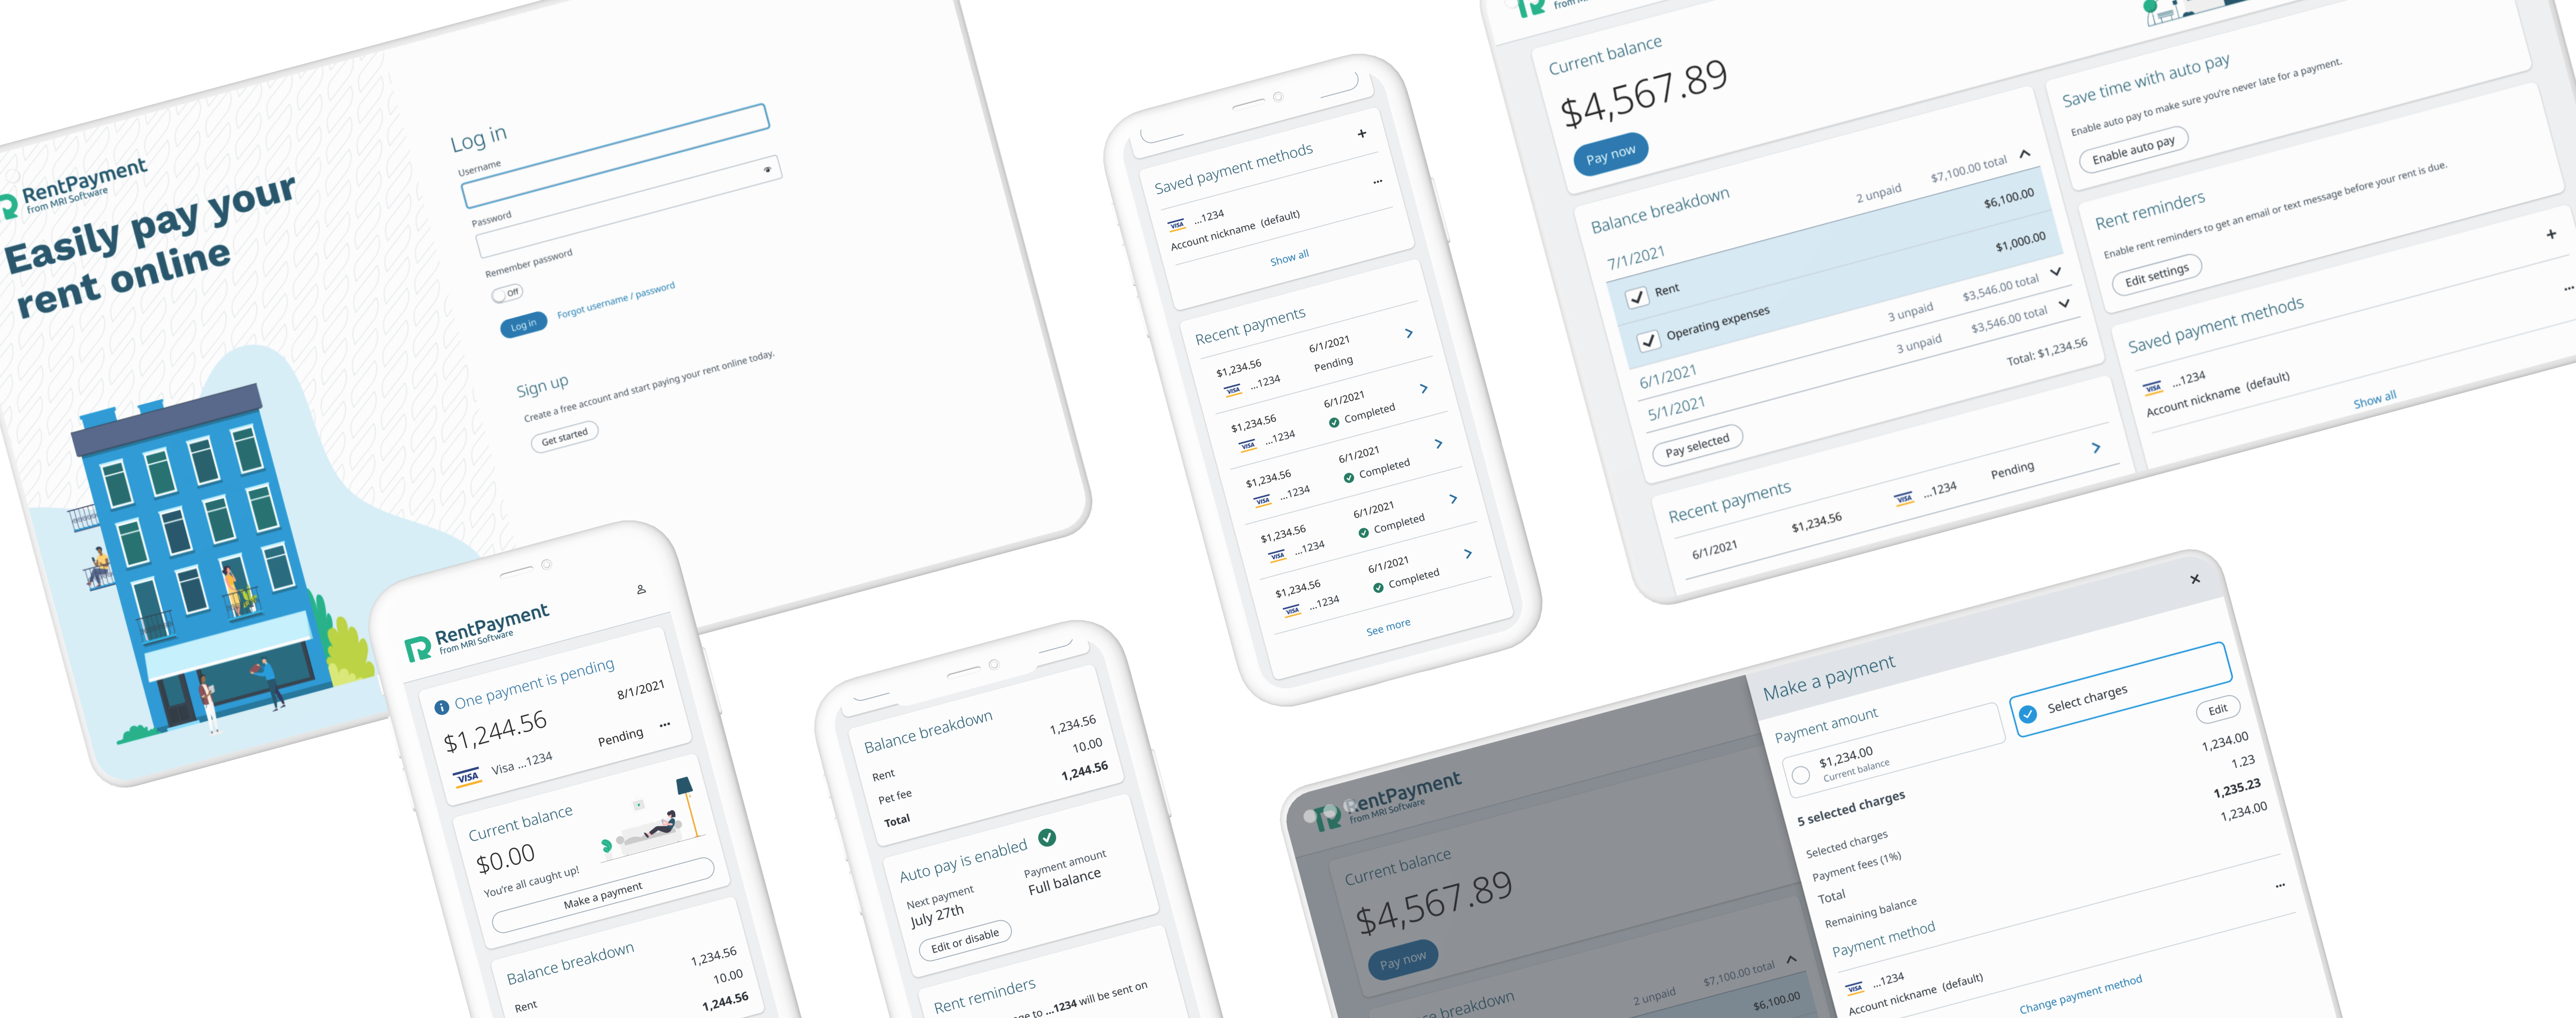 RentPayment
from MRI Software
Easily pay your
rent online
Log in
Username
Password
Remember password
Off
Log in
Forgot username / password
Sign up
Create a free account and start paying your rent online today.
Get started
RentPayment
from MRI Software
One payment is pending
$1,244.56
8/1/2021
VISA
Visa ...1234
Pending
...
Current balance
$0.00
You're all caught up!
Make a payment
Balance breakdown
1,234.56
Rent
10.00
1,244.56
Balance breakdown
Rent
1,234.56
Pet fee
10.00
Total
1,244.56
Auto pay is enabled
Next payment
Payment amount
July 27th
Full balance
Edit or disable
Rent reminders
to ...1234 will be sent on
Saved payment methods
+
...
VISA ...1234
Account nickname (default)
Show all
Recent payments
$1,234.56 6/1/2021
VISA ...1234 Pending
$1,234.56 6/1/2021
VISA ...1234 Completed
$1,234.56 6/1/2021
VISA ...1234 Completed
$1,234.56 6/1/2021
VISA ...1234 Completed
$1,234.56 6/1/2021
VISA ...1234 Completed
See more
from
Current balance
$4,567.89
Pay now
Balance breakdown
7/1/2021 2 unpaid $7,100.00 total
Rent $6,100.00
Operating expenses $1,000.00
6/1/2021 3 unpaid $3,546.00 total
5/1/2021 3 unpaid $3,546.00 total
Total: $1,234.56
Pay selected
Recent payments
6/1/2021 $1,234.56 VISA ...1234 Pending
Save time with auto pay
Enable auto pay to make sure you're never late for a payment.
Enable auto pay
Rent reminders
Enable rent reminders to get an email or text message before your rent is due.
Edit settings
Saved payment methods
+
...
VISA ...1234
Account nickname (default)
Show all
RentPayment
from MRI Software
Current balance
$4,567.89
Pay now
breakdown
2 unpaid $7,100.00 total
$6,100.00
Make a payment
Payment amount
$1,234.00
Current balance
Select charges
5 selected charges
Edit
Selected charges 1,234.00
Payment fees (1%) 1.23
Total 1,235.23
Remaining balance 1,234.00
Payment method
...
VISA ...1234
Account nickname (default)
Change payment method